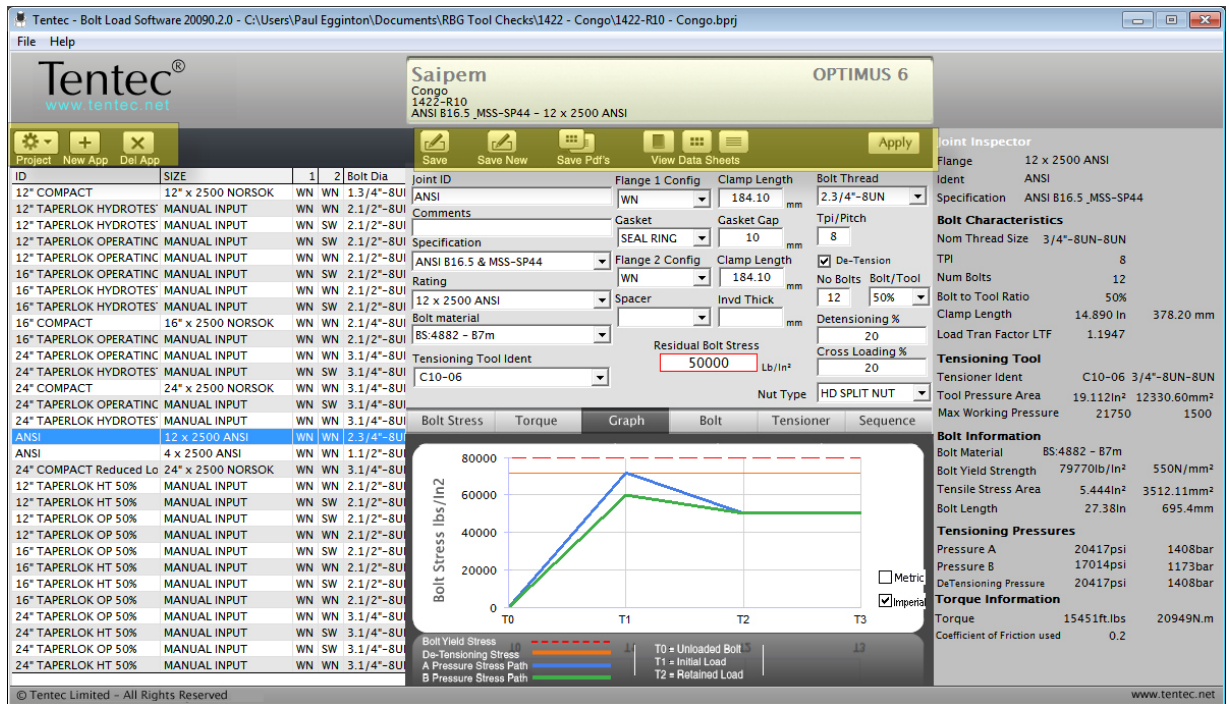 Tentec - Bolt Load Software 20090.2.0 - C:\Users\Paul Egginton\Documents\RBG Tool Checks\1422 - Congo\1422-R10 - Congo.bprj
File Help
Tentec®
www.tentec.net
Saipem OPTIMUS 6
Congo
1422-R10
ANSI B16.5 _MSS-SP44 - 12 x 2500 ANSI
Project New App Del App
Save Save New Save Pdf's View Data Sheets Apply
ID SIZE 1 2 Bolt Dia
12" COMPACT 12" x 2500 NORSOK WN WN 1.3/4"-8UI
12" TAPERLOK HYDROTES' MANUAL INPUT WN WN 2.1/2"-8UI
12" TAPERLOK HYDROTES' MANUAL INPUT WN SW 2.1/2"-8UI
12" TAPERLOK OPERATINC MANUAL INPUT WN SW 2.1/2"-8UI
12" TAPERLOK OPERATINC MANUAL INPUT WN WN 2.1/2"-8UI
16" TAPERLOK OPERATINC MANUAL INPUT WN SW 2.1/2"-8UI
16" TAPERLOK HYDROTES' MANUAL INPUT WN WN 2.1/2"-8UI
16" TAPERLOK HYDROTES' MANUAL INPUT WN SW 2.1/2"-8UI
16" COMPACT 16" x 2500 NORSOK WN WN 2.1/4"-8UI
16" TAPERLOK OPERATINC MANUAL INPUT WN WN 2.1/2"-8UI
24" TAPERLOK OPERATINC MANUAL INPUT WN WN 3.1/4"-8UI
24" TAPERLOK HYDROTES' MANUAL INPUT WN SW 3.1/4"-8UI
24" COMPACT 24" x 2500 NORSOK WN WN 3.1/4"-8UI
24" TAPERLOK OPERATINC MANUAL INPUT WN SW 3.1/4"-8UI
24" TAPERLOK HYDROTES' MANUAL INPUT WN WN 3.1/4"-8UI
ANSI 12 x 2500 ANSI WN WN 2.3/4"-8UI
ANSI 4 x 2500 ANSI WN WN 1.1/2"-8UI
24" COMPACT Reduced Lo 24" x 2500 NORSOK WN WN 3.1/4"-8UI
12" TAPERLOK HT 50% MANUAL INPUT WN WN 2.1/2"-8UI
12" TAPERLOK HT 50% MANUAL INPUT WN SW 2.1/2"-8UI
12" TAPERLOK OP 50% MANUAL INPUT WN SW 2.1/2"-8UI
12" TAPERLOK OP 50% MANUAL INPUT WN WN 2.1/2"-8UI
16" TAPERLOK OP 50% MANUAL INPUT WN SW 2.1/2"-8UI
16" TAPERLOK HT 50% MANUAL INPUT WN WN 2.1/2"-8UI
16" TAPERLOK HT 50% MANUAL INPUT WN SW 2.1/2"-8UI
16" TAPERLOK OP 50% MANUAL INPUT WN WN 2.1/2"-8UI
24" TAPERLOK OP 50% MANUAL INPUT WN WN 3.1/4"-8UI
24" TAPERLOK HT 50% MANUAL INPUT WN SW 3.1/4"-8UI
24" TAPERLOK OP 50% MANUAL INPUT WN SW 3.1/4"-8UI
24" TAPERLOK HT 50% MANUAL INPUT WN WN 3.1/4"-8UI
Joint ID Flange 1 Config Clamp Length Bolt Thread
ANSI WN 184.10 mm 2.3/4"-8UN
Comments Gasket Gasket Gap Tpi/Pitch
SEAL RING 10 mm 8
Specification Flange 2 Config Clamp Length De-Tension
ANSI B16.5 & MSS-SP44 WN 184.10 mm No Bolts Bolt/Tool
Rating Spacer Invd Thick 12 50%
12 x 2500 ANSI mm Detensioning %
Bolt material 20
BS:4882 - B7m Residual Bolt Stress Cross Loading %
Tensioning Tool Ident 50000 Lb/In² 20
C10-06 Nut Type HD SPLIT NUT
Bolt Stress Torque Graph Bolt Tensioner Sequence
Bolt Stress lbs/In2
80000
60000
40000
20000
0
T0 T1 T2 T3
Metric
Imperial
Bolt Yield Stress
De-Tensioning Stress
A Pressure Stress Path
B Pressure Stress Path
T0 = Unloaded Bolt
T1 = Initial Load
T2 = Retained Load
Joint Inspector
Flange 12 x 2500 ANSI
Ident ANSI
Specification ANSI B16.5 _MSS-SP44
Bolt Characteristics
Nom Thread Size 3/4"-8UN-8UN
TPI 8
Num Bolts 12
Bolt to Tool Ratio 50%
Clamp Length 14.890 In 378.20 mm
Load Tran Factor LTF 1.1947
Tensioning Tool
Tensioner Ident C10-06 3/4"-8UN-8UN
Tool Pressure Area 19.112In² 12330.60mm²
Max Working Pressure 21750 1500
Bolt Information
Bolt Material BS:4882 - B7m
Bolt Yield Strength 79770lb/In² 550N/mm²
Tensile Stress Area 5.444In² 3512.11mm²
Bolt Length 27.38In 695.4mm
Tensioning Pressures
Pressure A 20417psi 1408bar
Pressure B 17014psi 1173bar
DeTensioning Pressure 20417psi 1408bar
Torque Information
Torque 15451ft.lbs 20949N.m
Coefficient of Friction used 0.2
© Tentec Limited - All Rights Reserved www.tentec.net